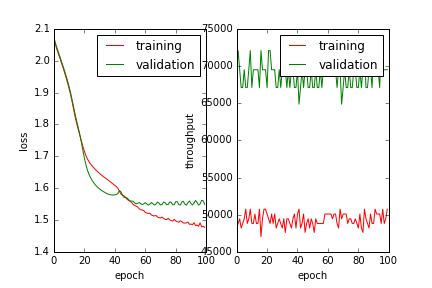 2.1
2.0
1.9
1.8
1.7
1.6
1.5
1.4
loss
0 20 40 60 80 100
epoch
training
validation
75000
70000
65000
60000
55000
50000
45000
throughput
0 20 40 60 80 100
epoch
training
validation